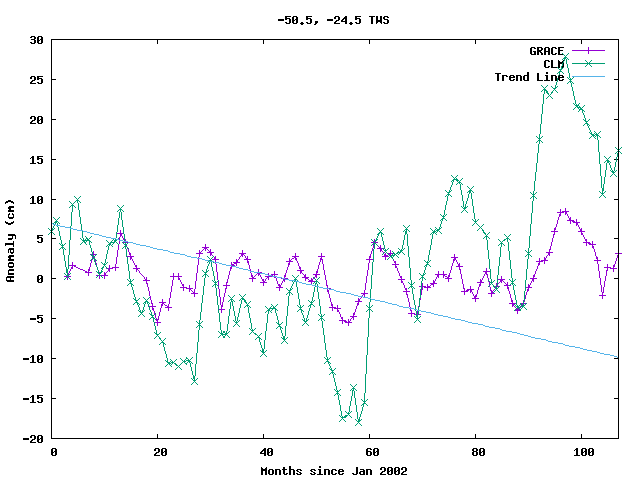 -50.5, -24.5 TWS
GRACE
CLM
Trend Line
Anomaly (cm)
30
25
20
15
10
5
0
-5
-10
-15
-20
0 20 40 60 80 100
Months since Jan 2002